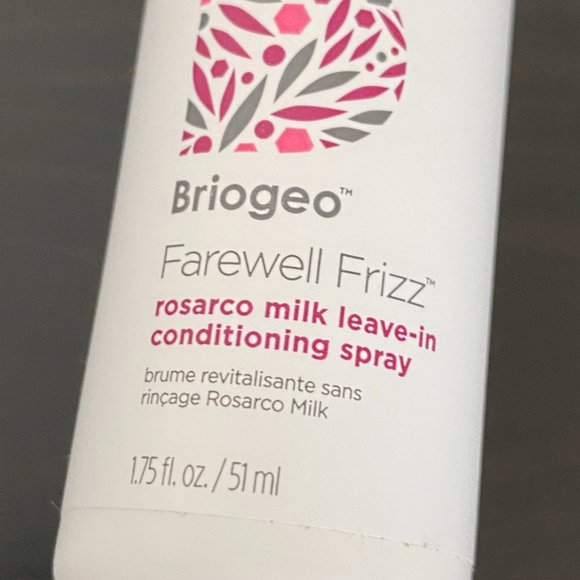 Briogeo™
Farewell Frizz™
rosarco milk leave-in
conditioning spray
brume revitalisante sans
rinçage Rosarco Milk
1.75 fl. oz. / 51 ml